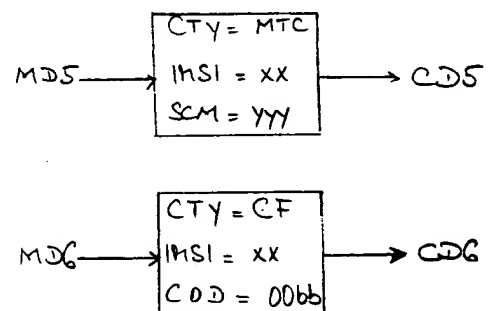 CTY = MTC
MD5 IMSI = XX CD5
SCM = YYY
CTY = CF
MD6 IMSI = XX CD6
COD = 00bb